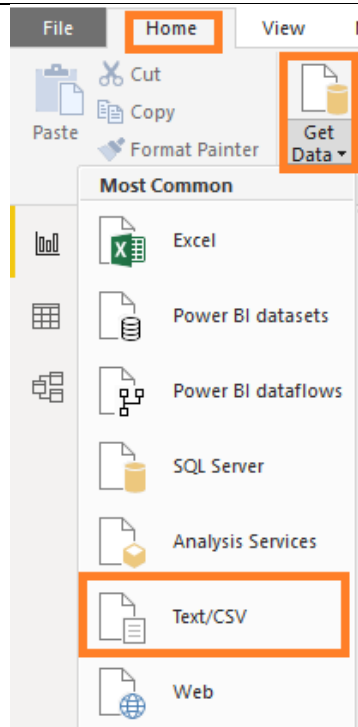 File Home View
Cut
Copy
Paste
Format Painter
Get
Data
Most Common
Excel
Power BI datasets
Power BI dataflows
SQL Server
Analysis Services
Text/CSV
Web